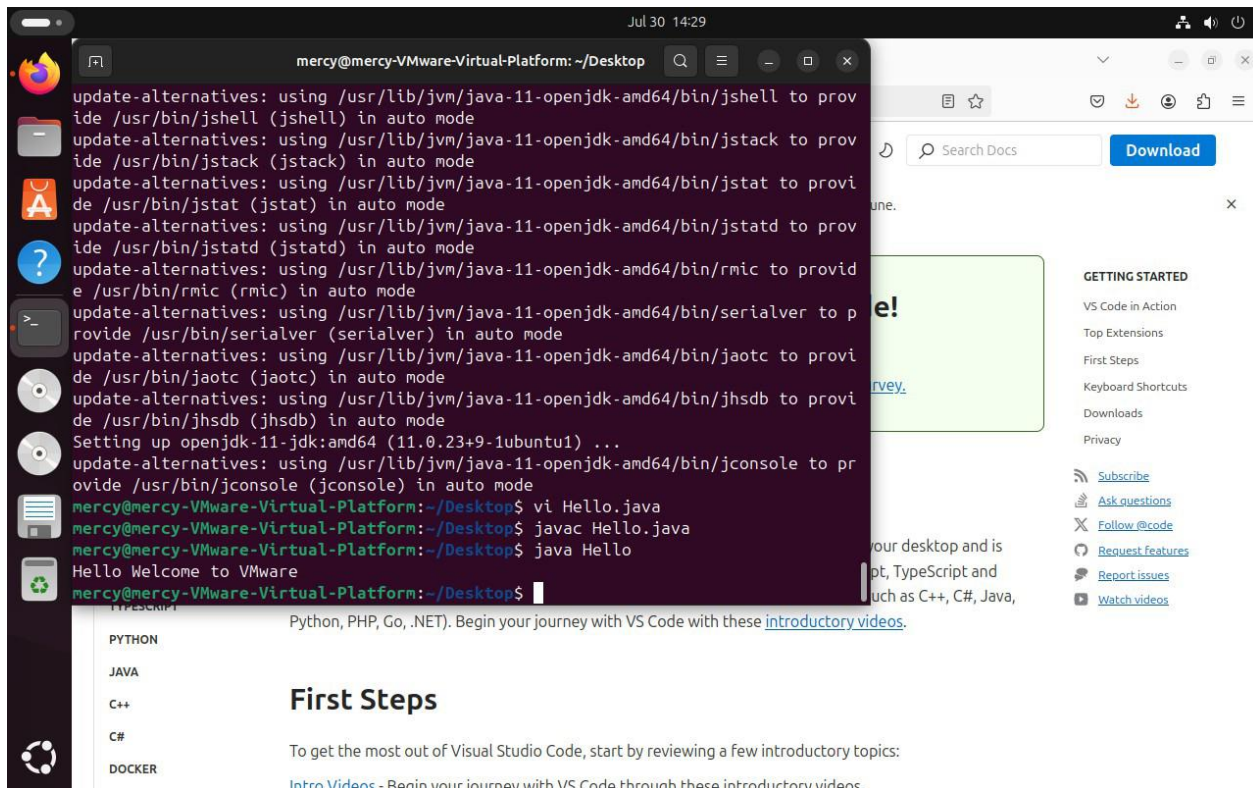 Jul 30 14:29
mercy@mercy-VMware-Virtual-Platform: ~/Desktop
update-alternatives: using /usr/lib/jvm/java-11-openjdk-amd64/bin/jshell to prov
ide /usr/bin/jshell (jshell) in auto mode
update-alternatives: using /usr/lib/jvm/java-11-openjdk-amd64/bin/jstack to prov
ide /usr/bin/jstack (jstack) in auto mode
update-alternatives: using /usr/lib/jvm/java-11-openjdk-amd64/bin/jstat to provi
de /usr/bin/jstat (jstat) in auto mode
update-alternatives: using /usr/lib/jvm/java-11-openjdk-amd64/bin/jstatd to prov
ide /usr/bin/jstatd (jstatd) in auto mode
update-alternatives: using /usr/lib/jvm/java-11-openjdk-amd64/bin/rmic to provid
e /usr/bin/rmic (rmic) in auto mode
update-alternatives: using /usr/lib/jvm/java-11-openjdk-amd64/bin/serialver to p
rovide /usr/bin/serialver (serialver) in auto mode
update-alternatives: using /usr/lib/jvm/java-11-openjdk-amd64/bin/jaotc to provi
de /usr/bin/jaotc (jaotc) in auto mode
update-alternatives: using /usr/lib/jvm/java-11-openjdk-amd64/bin/jhsdb to provi
de /usr/bin/jhsdb (jhsdb) in auto mode
Setting up openjdk-11-jdk:amd64 (11.0.23+9-1ubuntu1) ...
update-alternatives: using /usr/lib/jvm/java-11-openjdk-amd64/bin/jconsole to pr
ovide /usr/bin/jconsole (jconsole) in auto mode
mercy@mercy-VMware-Virtual-Platform:~/Desktop$ vi Hello.java
mercy@mercy-VMware-Virtual-Platform:~/Desktop$ javac Hello.java
mercy@mercy-VMware-Virtual-Platform:~/Desktop$ java Hello
Hello Welcome to VMware
mercy@mercy-VMware-Virtual-Platform:~/Desktop$
Search Docs
Download
une.
e!
rvey.
your desktop and is
pt, TypeScript and
uch as C++, C#, Java,
Python, PHP, Go, .NET). Begin your journey with VS Code with these introductory videos.
First Steps
To get the most out of Visual Studio Code, start by reviewing a few introductory topics:
Intro Videos - Begin your journey with VS Code through these introductory videos.
TYPESCRIPT
PYTHON
JAVA
C++
C#
DOCKER
GETTING STARTED
VS Code in Action
Top Extensions
First Steps
Keyboard Shortcuts
Downloads
Privacy
Subscribe
Ask questions
Follow @code
Request features
Report issues
Watch videos